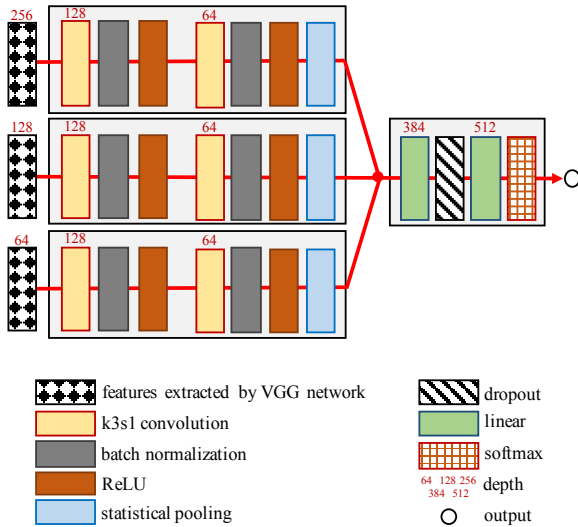 256
128
64
128
128
64
64
128
64
384
512
features extracted by VGG network
k3s1 convolution
batch normalization
ReLU
statistical pooling
dropout
linear
softmax
64 128 256
384 512
depth
output